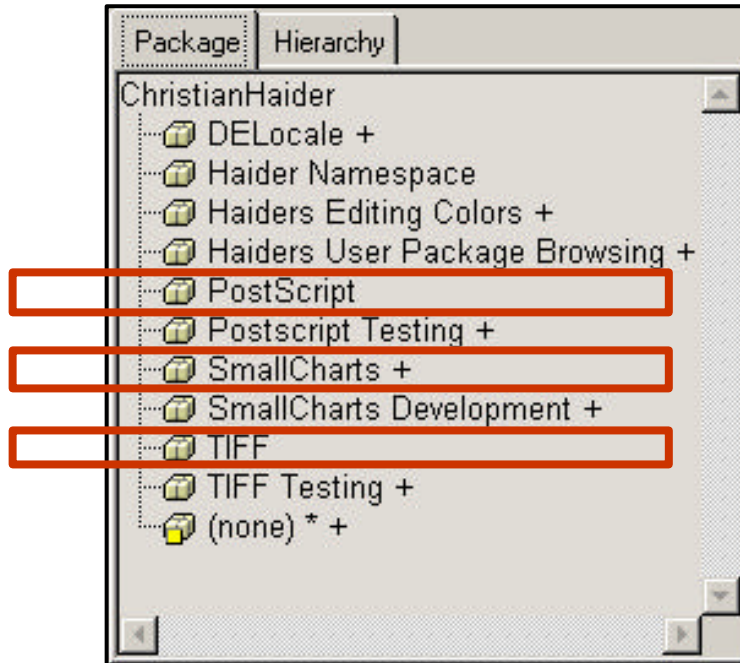 Package Hierarchy
ChristianHaider
DELocale +
Haider Namespace
Haiders Editing Colors +
Haiders User Package Browsing +
PostScript
Postscript Testing +
SmallCharts +
SmallCharts Development +
TIFF
TIFF Testing +
(none) * +